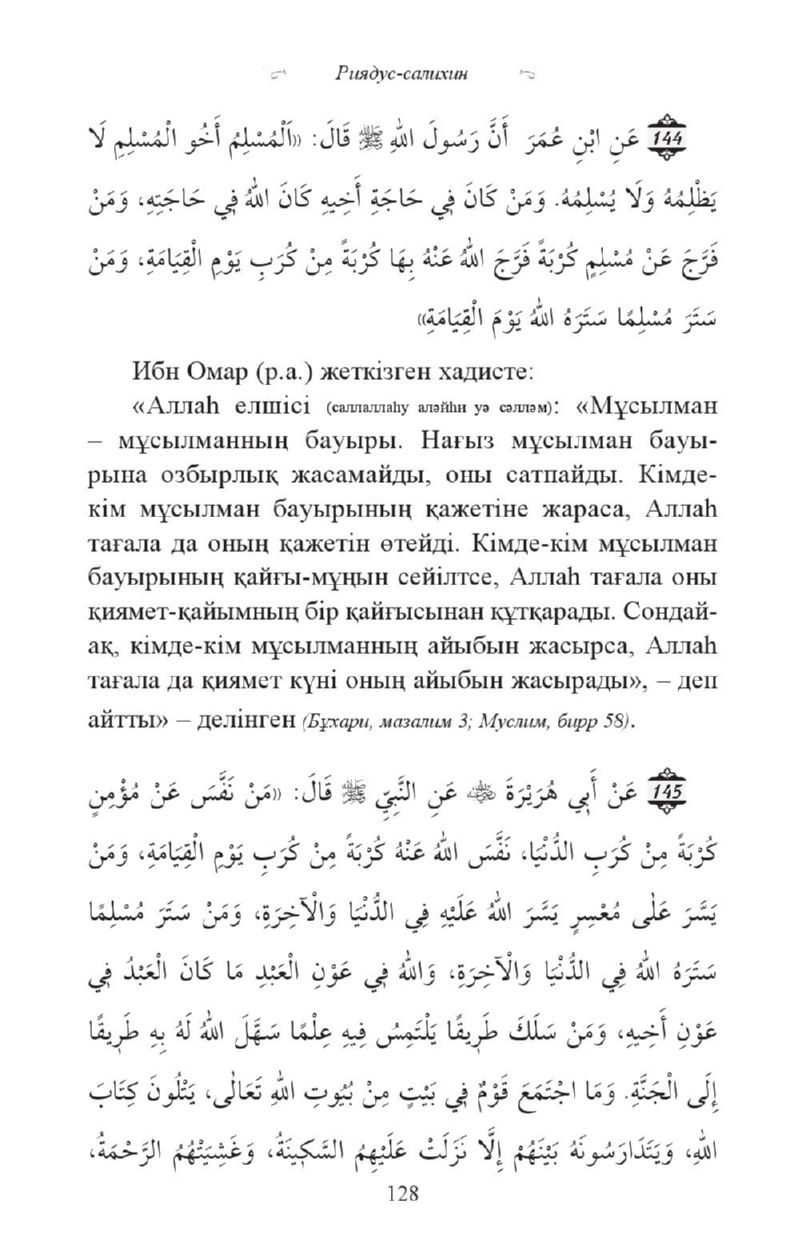 Риядус-салихин
144 عَنِ ابْنِ عُمَرَ أَنَّ رَسُولَ اللهِ ﷺ قَالَ: «اَلْمُسْلِمُ أَخُو الْمُسْلِمِ لَا
يَظْلِمُهُ وَلَا يُسْلِمُهُ. وَمَنْ كَانَ فِي حَاجَةِ أَخِيهِ كَانَ اللهُ فِي حَاجَتِهِ، وَمَنْ
فَرَّجَ عَنْ مُسْلِمٍ كُرْبَةً فَرَّجَ اللهُ عَنْهُ بِهَا كُرْبَةً مِنْ كُرَبِ يَوْمِ الْقِيَامَةِ، وَمَنْ
سَتَرَ مُسْلِمًا سَتَرَهُ اللهُ يَوْمَ الْقِيَامَةِ»
Ибн Омар (р.а.) жеткізген хадисте:
«Аллаһ елшісі (саллаллаһу аләйһи уә сәлләм): «Мұсылман
– мұсылманның бауыры. Нағыз мұсылман бауы-
рына озбырлық жасамайды, оны сатпайды. Кімде-
кім мұсылман бауырының қажетіне жараса, Аллаһ
тағала да оның қажетін өтейді. Кімде-кім мұсылман
бауырының қайғы-мұңын сейілтсе, Аллаһ тағала оны
қиямет-қайымның бір қайғысынан құтқарады. Сондай-
ақ, кімде-кім мұсылманның айыбын жасырса, Аллаһ
тағала да қиямет күні оның айыбын жасырады», – деп
айтты» – делінген (Бұхари, мазалим 3; Муслим, бирр 58).
145 عَنْ أَبِي هُرَيْرَةَ ؓ عَنِ النَّبِيِّ ﷺ قَالَ: «مَنْ نَفَّسَ عَنْ مُؤْمِنٍ
كُرْبَةً مِنْ كُرَبِ الدُّنْيَا، نَفَّسَ اللهُ عَنْهُ كُرْبَةً مِنْ كُرَبِ يَوْمِ الْقِيَامَةِ، وَمَنْ
يَسَّرَ عَلٰى مُعْسِرٍ يَسَّرَ اللهُ عَلَيْهِ فِي الدُّنْيَا وَالْآخِرَةِ، وَمَنْ سَتَرَ مُسْلِمًا
سَتَرَهُ اللهُ فِي الدُّنْيَا وَالْآخِرَةِ، وَاللهُ فِي عَوْنِ الْعَبْدِ مَا كَانَ الْعَبْدُ فِي
عَوْنِ أَخِيهِ، وَمَنْ سَلَكَ طَرِيقًا يَلْتَمِسُ فِيهِ عِلْمًا سَهَّلَ اللهُ لَهُ بِهِ طَرِيقًا
إِلَى الْجَنَّةِ. وَمَا اجْتَمَعَ قَوْمٌ فِي بَيْتٍ مِنْ بُيُوتِ اللهِ تَعَالٰى، يَتْلُونَ كِتَابَ
اللهِ، وَيَتَدَارَسُونَهُ بَيْنَهُمْ إِلَّا نَزَلَتْ عَلَيْهِمُ السَّكِينَةُ، وَغَشِيَتْهُمُ الرَّحْمَةُ،
128